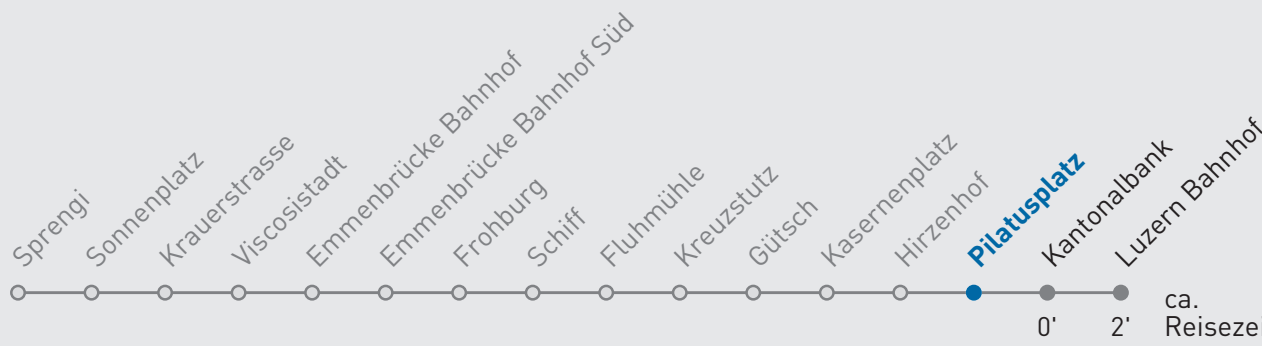 Sprengi
Sonnenplatz
Krauerstrasse
Viscosistadt
Emmenbrücke Bahnhof
Emmenbrücke Bahnhof Süd
Frohburg
Schiff
Fluhmühle
Kreuzstutz
Gütsch
Kasernenplatz
Hirzenhof
Pilatusplatz
Kantonalbank
Luzern Bahnhof
ca.
0' 2' Reisezei